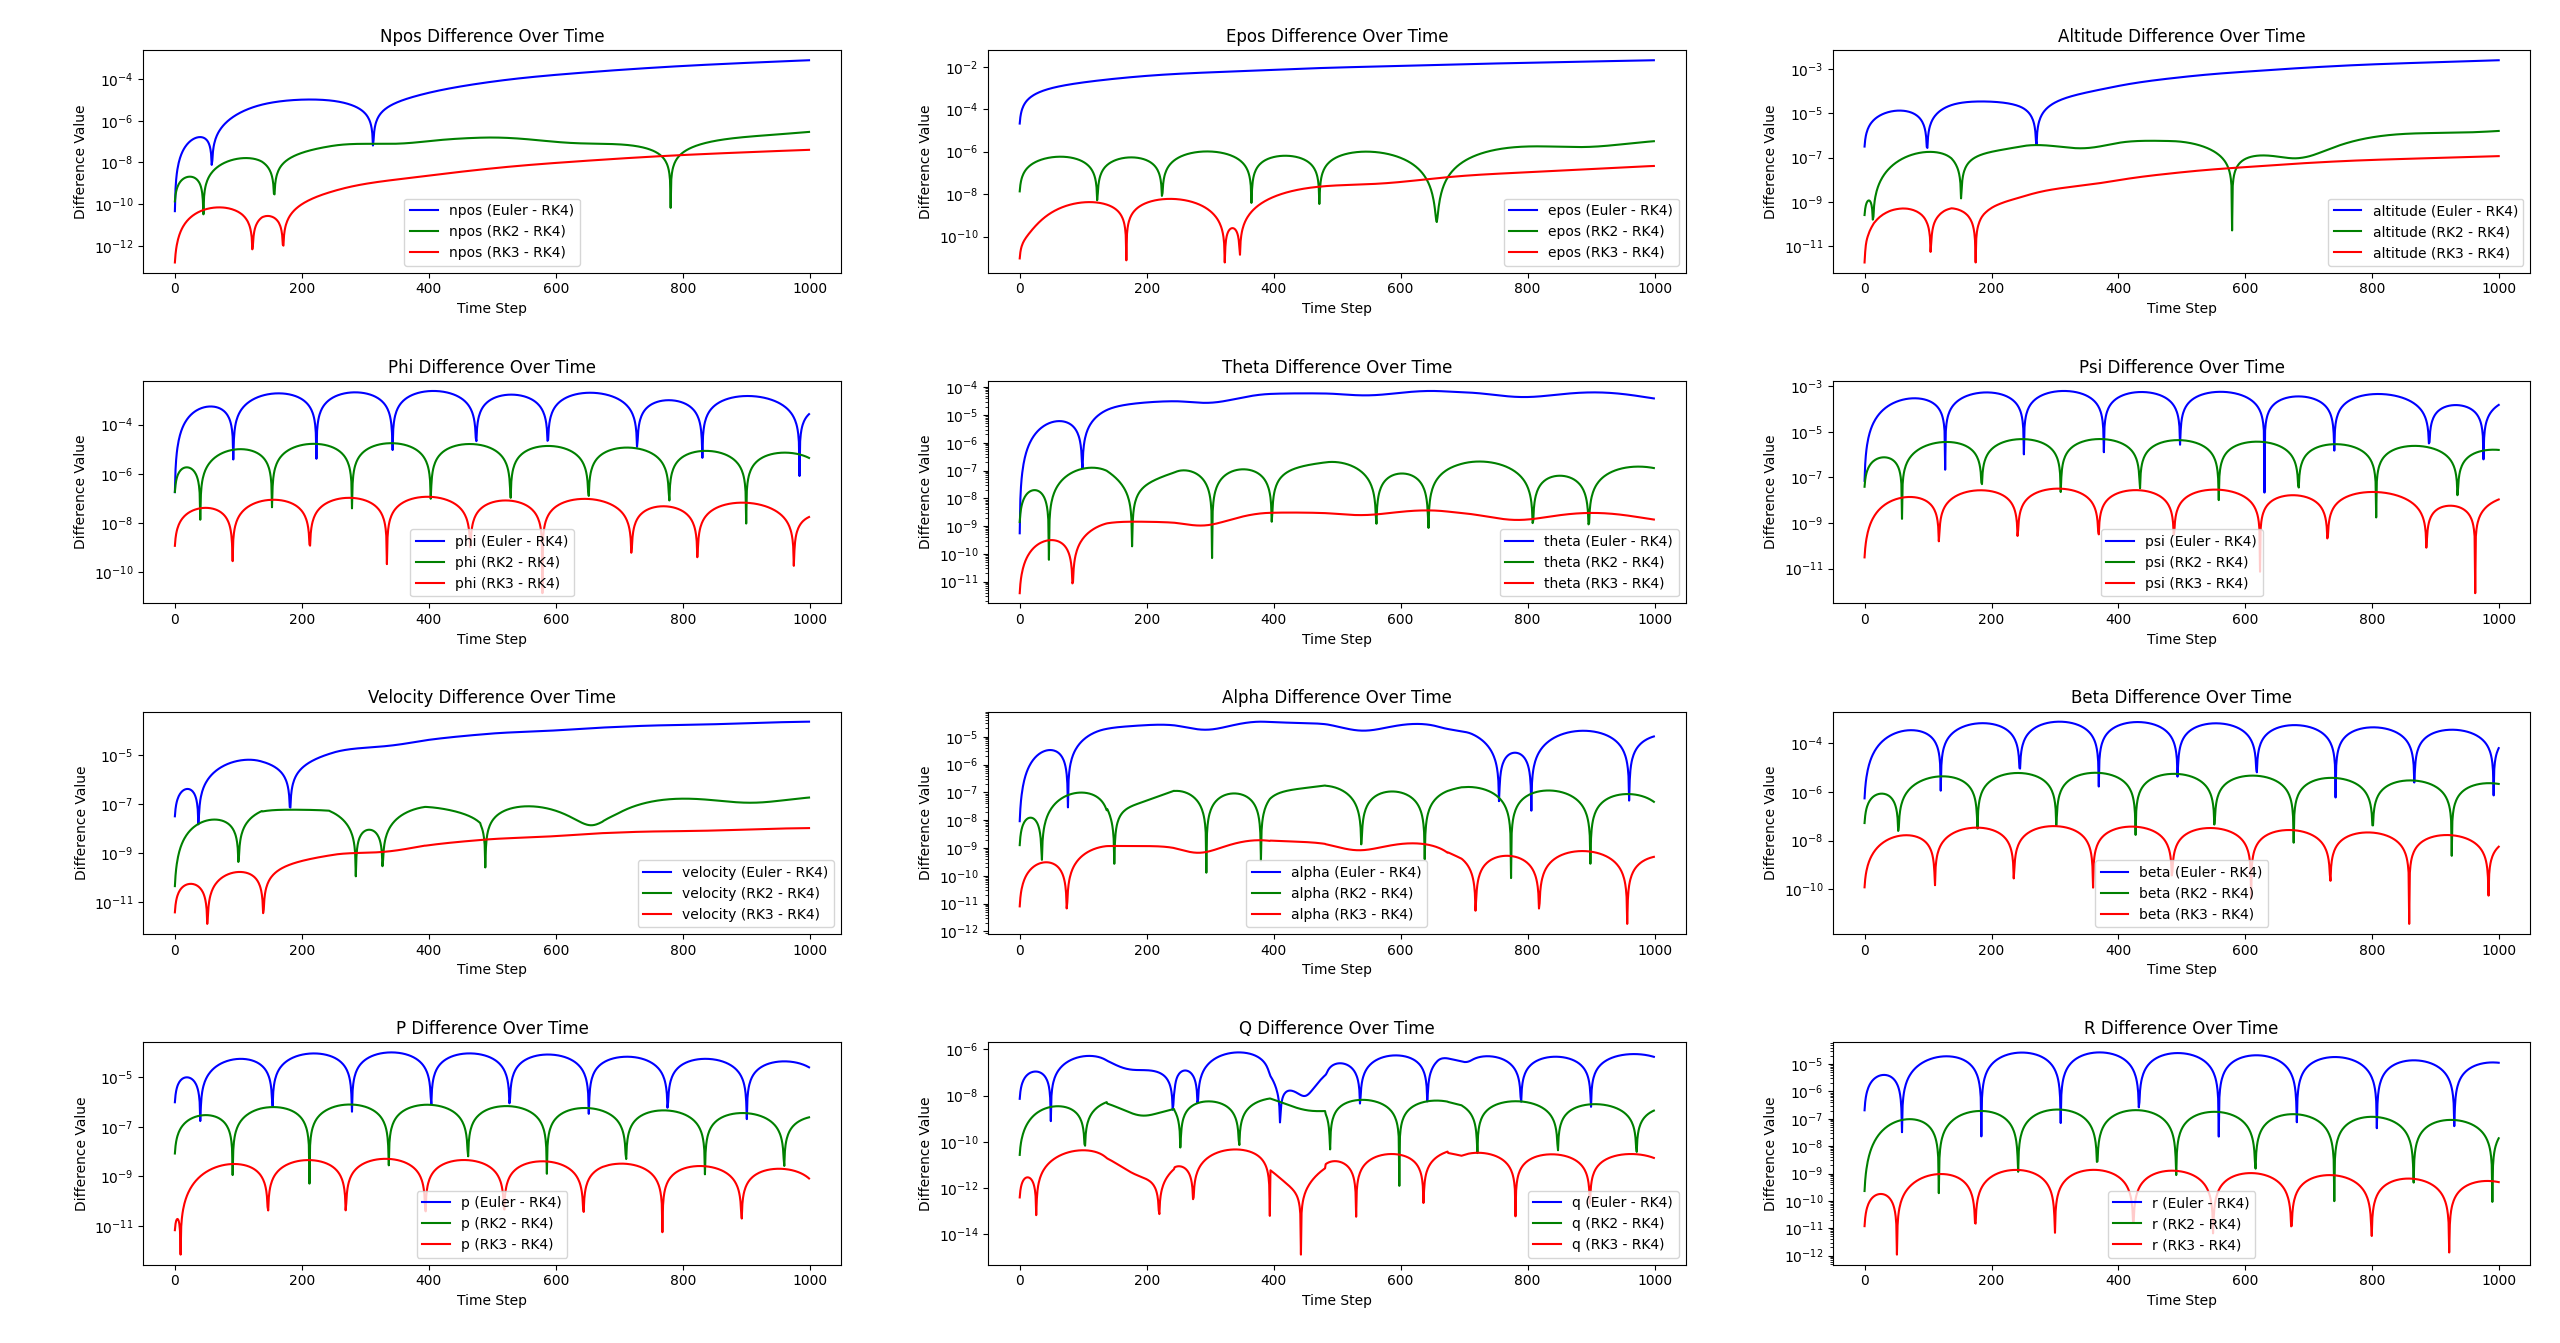 Npos Difference Over Time
Difference Value
10⁻⁴
10⁻⁶
10⁻⁸
10⁻¹⁰
10⁻¹²
npos (Euler - RK4)
npos (RK2 - RK4)
npos (RK3 - RK4)
0 200 400 600 800 1000
Time Step
Epos Difference Over Time
Difference Value
10⁻²
10⁻⁴
10⁻⁶
10⁻⁸
10⁻¹⁰
epos (Euler - RK4)
epos (RK2 - RK4)
epos (RK3 - RK4)
0 200 400 600 800 1000
Time Step
Altitude Difference Over Time
Difference Value
10⁻³
10⁻⁵
10⁻⁷
10⁻⁹
10⁻¹¹
altitude (Euler - RK4)
altitude (RK2 - RK4)
altitude (RK3 - RK4)
0 200 400 600 800 1000
Time Step
Phi Difference Over Time
Difference Value
10⁻⁴
10⁻⁶
10⁻⁸
10⁻¹⁰
phi (Euler - RK4)
phi (RK2 - RK4)
phi (RK3 - RK4)
0 200 400 600 800 1000
Time Step
Theta Difference Over Time
Difference Value
10⁻⁴
10⁻⁵
10⁻⁶
10⁻⁷
10⁻⁸
10⁻⁹
10⁻¹⁰
10⁻¹¹
theta (Euler - RK4)
theta (RK2 - RK4)
theta (RK3 - RK4)
0 200 400 600 800 1000
Time Step
Psi Difference Over Time
Difference Value
10⁻³
10⁻⁵
10⁻⁷
10⁻⁹
10⁻¹¹
psi (Euler - RK4)
psi (RK2 - RK4)
psi (RK3 - RK4)
0 200 400 600 800 1000
Time Step
Velocity Difference Over Time
Difference Value
10⁻⁵
10⁻⁷
10⁻⁹
10⁻¹¹
velocity (Euler - RK4)
velocity (RK2 - RK4)
velocity (RK3 - RK4)
0 200 400 600 800 1000
Time Step
Alpha Difference Over Time
Difference Value
10⁻⁵
10⁻⁶
10⁻⁷
10⁻⁸
10⁻⁹
10⁻¹⁰
10⁻¹¹
10⁻¹²
alpha (Euler - RK4)
alpha (RK2 - RK4)
alpha (RK3 - RK4)
0 200 400 600 800 1000
Time Step
Beta Difference Over Time
Difference Value
10⁻⁴
10⁻⁶
10⁻⁸
10⁻¹⁰
beta (Euler - RK4)
beta (RK2 - RK4)
beta (RK3 - RK4)
0 200 400 600 800 1000
Time Step
P Difference Over Time
Difference Value
10⁻⁵
10⁻⁷
10⁻⁹
10⁻¹¹
p (Euler - RK4)
p (RK2 - RK4)
p (RK3 - RK4)
0 200 400 600 800 1000
Time Step
Q Difference Over Time
Difference Value
10⁻⁶
10⁻⁸
10⁻¹⁰
10⁻¹²
10⁻¹⁴
q (Euler - RK4)
q (RK2 - RK4)
q (RK3 - RK4)
0 200 400 600 800 1000
Time Step
R Difference Over Time
Difference Value
10⁻⁵
10⁻⁶
10⁻⁷
10⁻⁸
10⁻⁹
10⁻¹⁰
10⁻¹¹
10⁻¹²
r (Euler - RK4)
r (RK2 - RK4)
r (RK3 - RK4)
0 200 400 600 800 1000
Time Step